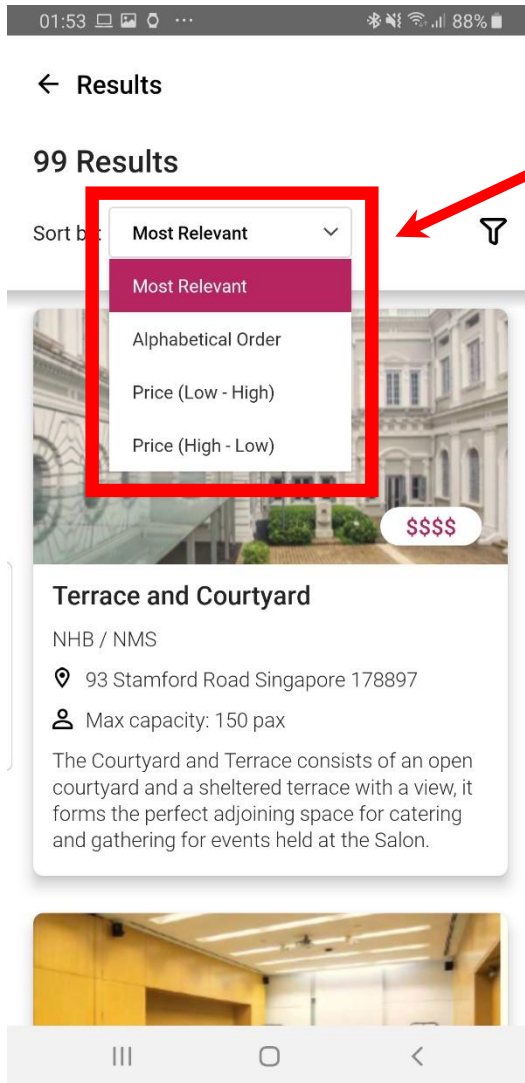 01:53 88%
Results
99 Results
Sort b :
Most Relevant
Most Relevant
Alphabetical Order
Price (Low - High)
Price (High - Low)
$$$$
Terrace and Courtyard
NHB / NMS
93 Stamford Road Singapore 178897
Max capacity: 150 pax
The Courtyard and Terrace consists of an open
courtyard and a sheltered terrace with a view, it
forms the perfect adjoining space for catering
and gathering for events held at the Salon.